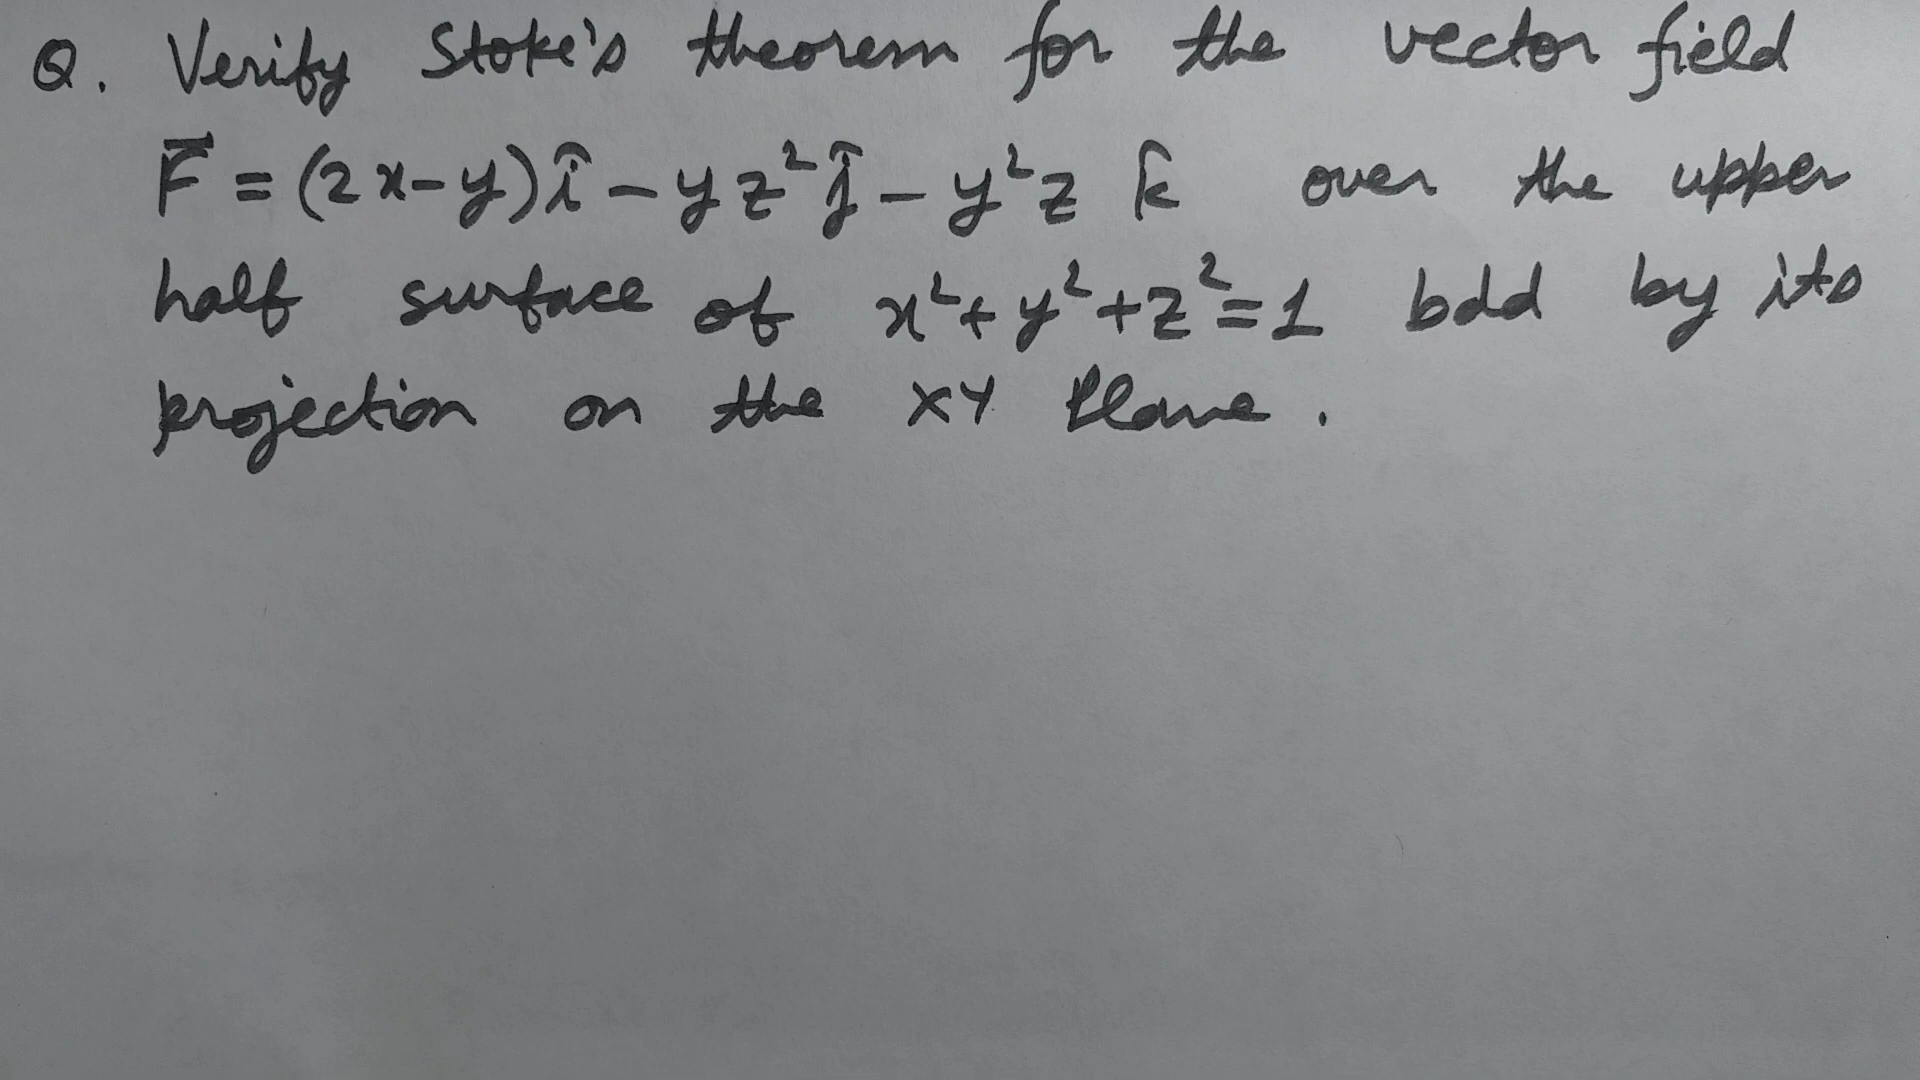 Q. Verify Stoke's theorem for the vector field
F⃗ = (2x-y)î - yz²ĵ - y²z k̂ over the upper
half surface of x²+y²+z²=1 bdd by its
projection on the XY Plane.